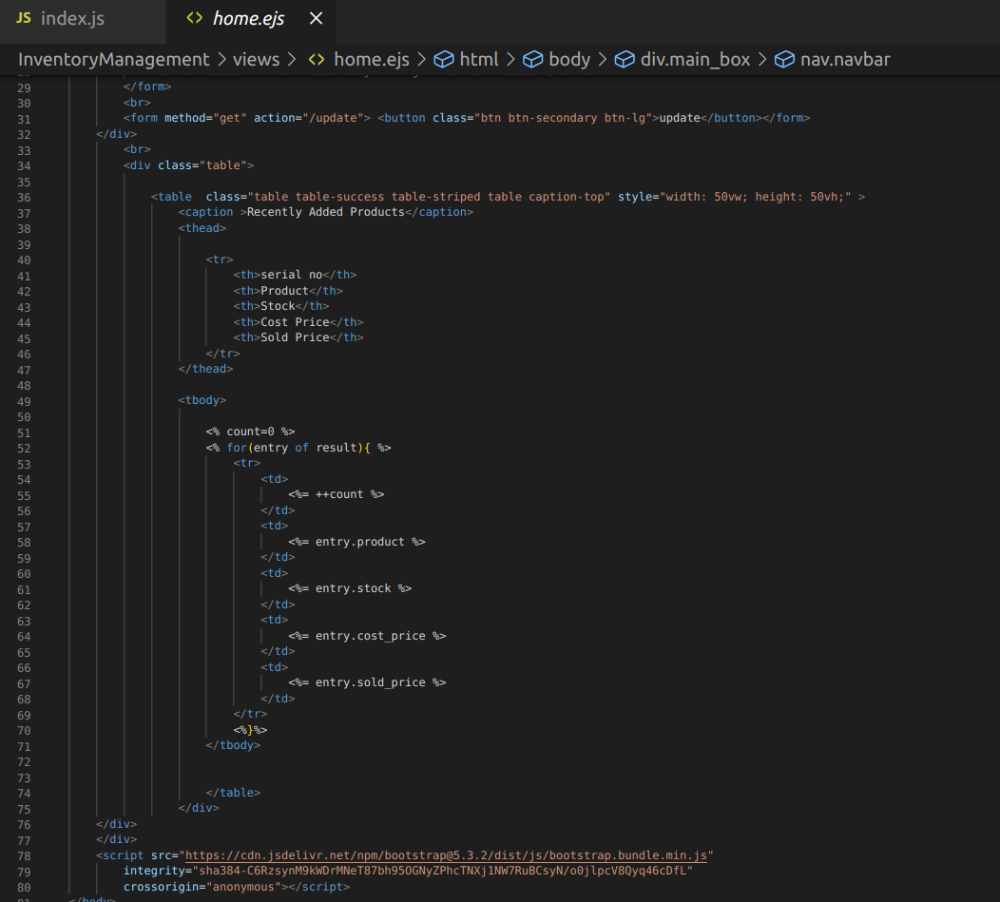 JS index.js
<> home.ejs ×
InventoryManagement > views > <> home.ejs > html > body > div.main_box > nav.navbar
29 </form>
30 <br>
31 <form method="get" action="/update"> <button class="btn btn-secondary btn-lg">update</button></form>
32 </div>
33 <br>
34 <div class="table">
35
36 <table  class="table table-success table-striped table caption-top" style="width: 50vw; height: 50vh;" >
37 <caption >Recently Added Products</caption>
38 <thead>
39
40 <tr>
41 <th>serial no</th>
42 <th>Product</th>
43 <th>Stock</th>
44 <th>Cost Price</th>
45 <th>Sold Price</th>
46 </tr>
47 </thead>
48
49 <tbody>
50
51 <% count=0 %>
52 <% for(entry of result){ %>
53 <tr>
54 <td>
55 <%= ++count %>
56 </td>
57 <td>
58 <%= entry.product %>
59 </td>
60 <td>
61 <%= entry.stock %>
62 </td>
63 <td>
64 <%= entry.cost_price %>
65 </td>
66 <td>
67 <%= entry.sold_price %>
68 </td>
69 </tr>
70 <%}%>
71 </tbody>
72
73
74 </table>
75 </div>
76 </div>
77 </div>
78 <script src="https://cdn.jsdelivr.net/npm/bootstrap@5.3.2/dist/js/bootstrap.bundle.min.js"
79 integrity="sha384-C6RzsynM9kWDrMNeT87bh95OGNyZPhcTNXj1NW7RuBCsyN/o0jlpcV8Qyq46cDfL"
80 crossorigin="anonymous"></script>
81 </body>